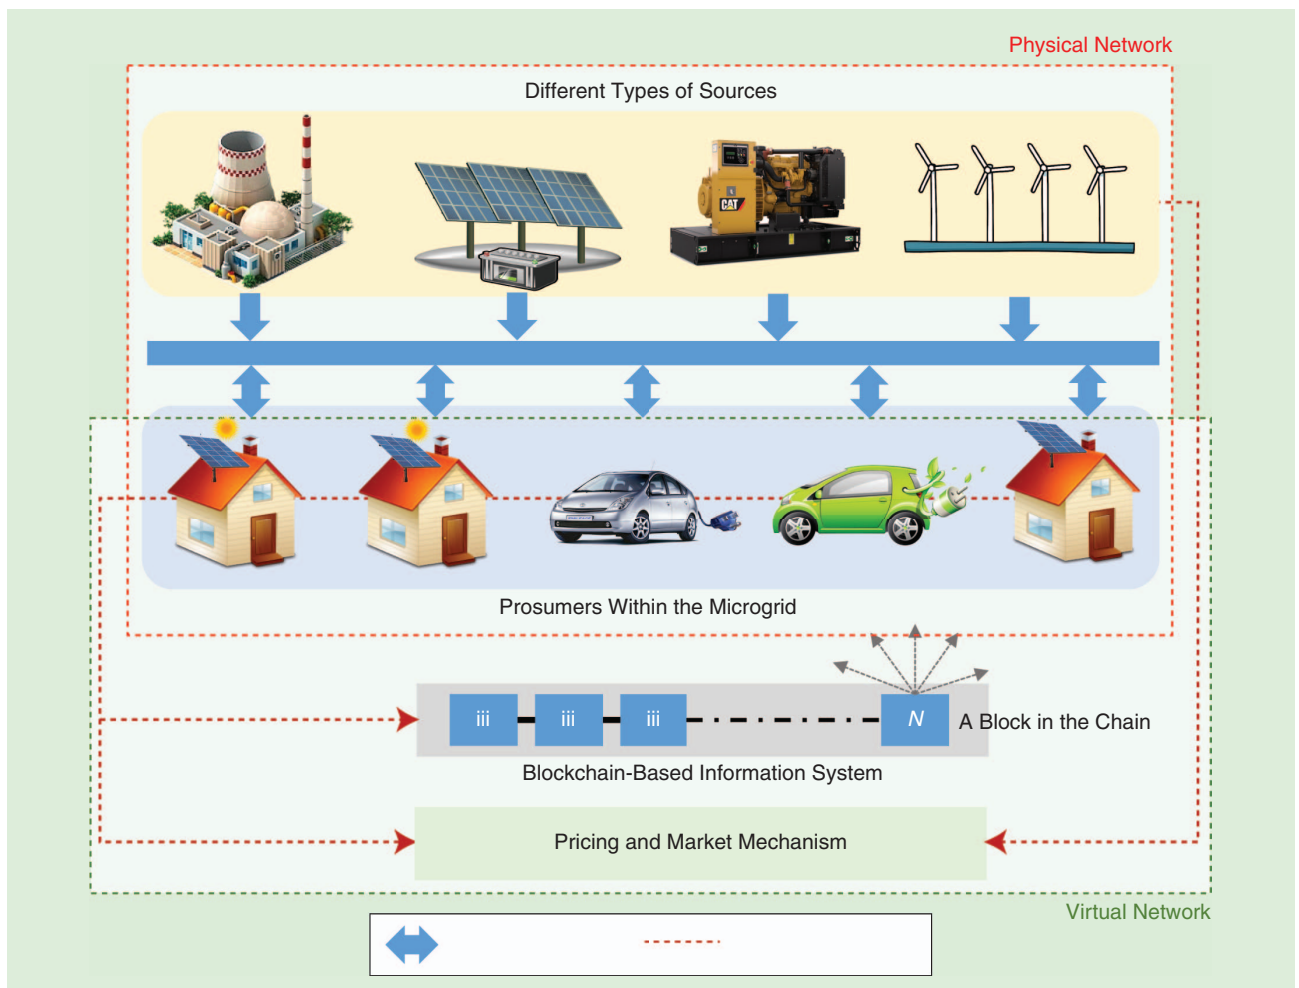 Physical Network
Different Types of Sources
CAT
Prosumers Within the Microgrid
iii
iii
iii
N
A Block in the Chain
Blockchain-Based Information System
Pricing and Market Mechanism
Virtual Network